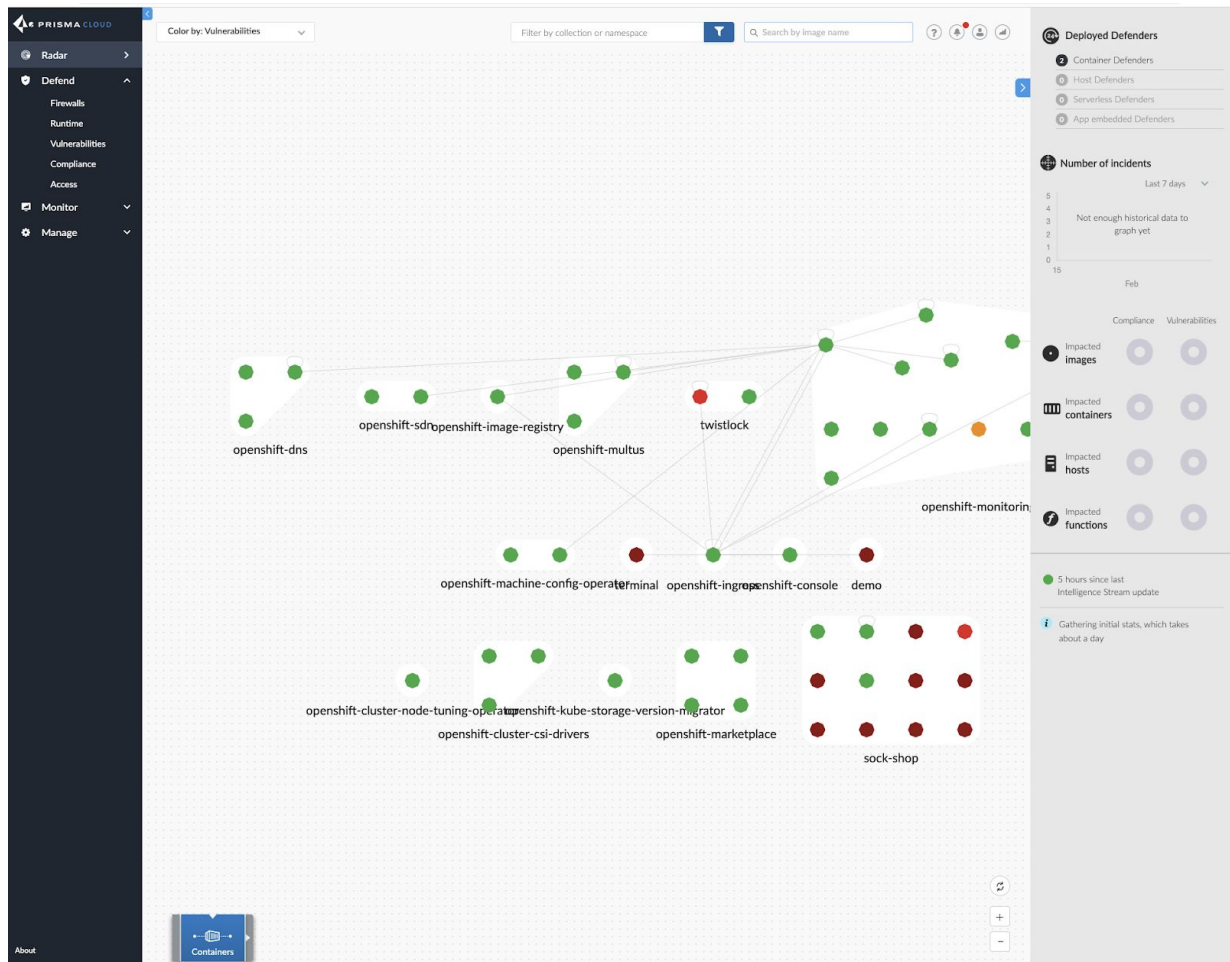 PRISMA CLOUD
Radar
Defend
Firewalls
Runtime
Vulnerabilities
Compliance
Access
Monitor
Manage
About
Color by: Vulnerabilities
Filter by collection or namespace
Search by image name
?
openshift-dns
openshift-sdn
openshift-image-registry
openshift-multus
twistlock
openshift-monitoring
openshift-machine-config-operator
terminal
openshift-ingress
openshift-console
demo
openshift-cluster-node-tuning-operator
openshift-kube-storage-version-migrator
openshift-cluster-csi-drivers
openshift-marketplace
sock-shop
Containers
+
-
Deployed Defenders
2 Container Defenders
0 Host Defenders
0 Serverless Defenders
0 App embedded Defenders
Number of incidents
Last 7 days
5
4
3
2
1
0
Not enough historical data to
graph yet
15
Feb
Compliance Vulnerabilities
Impacted
images
Impacted
containers
Impacted
hosts
Impacted
functions
5 hours since last
Intelligence Stream update
i Gathering initial stats, which takes
about a day